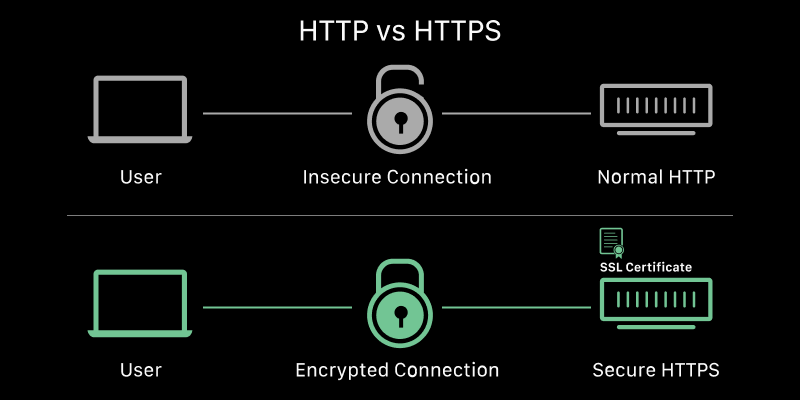 HTTP vs HTTPS
User
Insecure Connection
Normal HTTP
SSL Certificate
User
Encrypted Connection
Secure HTTPS